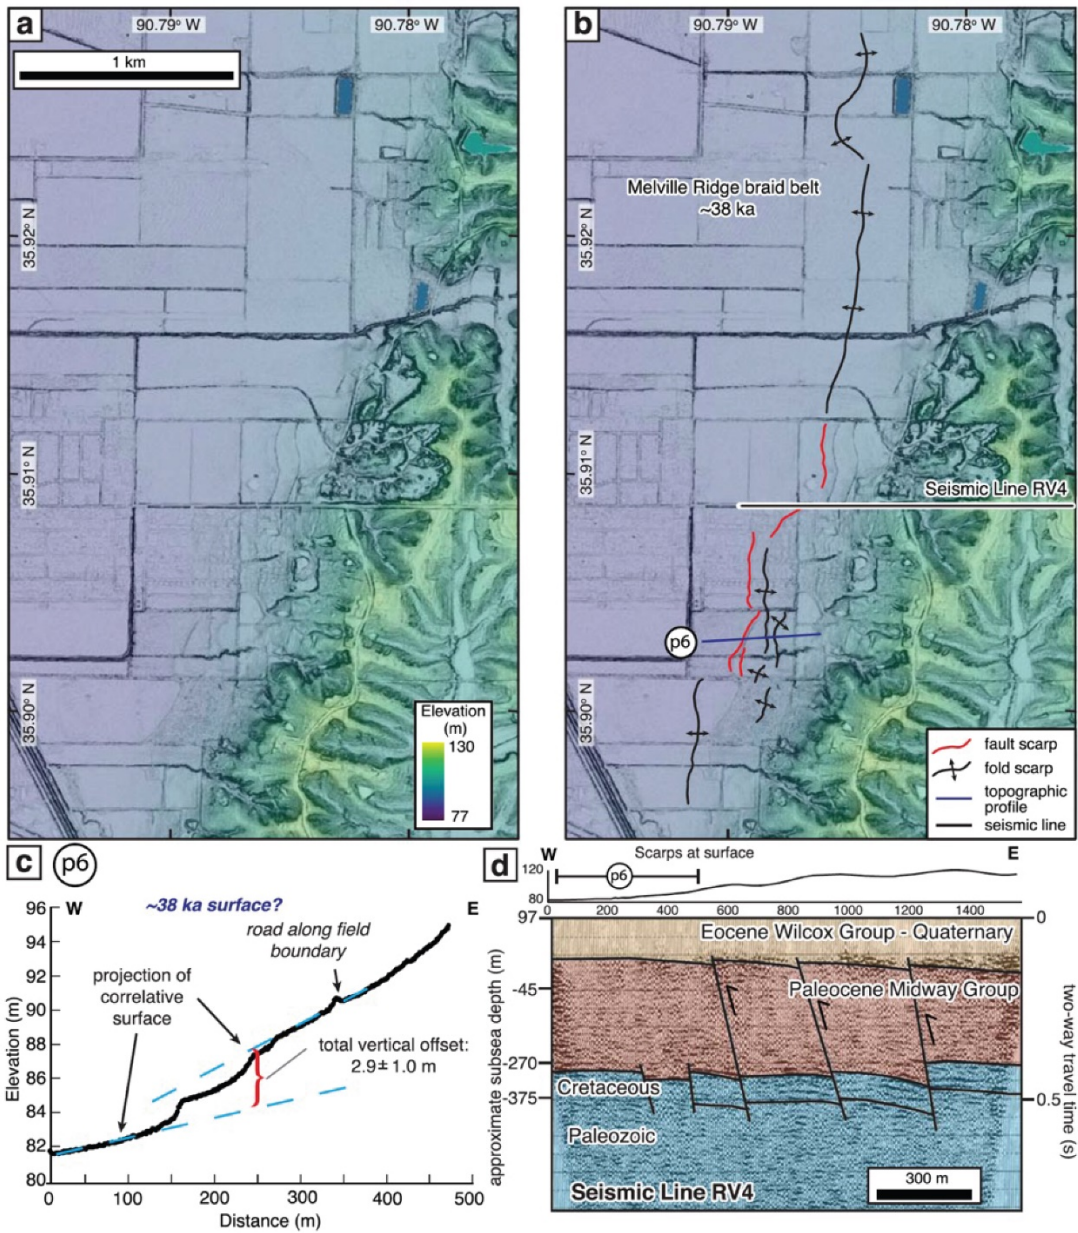 a
90.79° W
90.78° W
1 km
35.92° N
35.91° N
35.90° N
Elevation
(m)
130
77
b
90.79° W
90.78° W
Melville Ridge braid belt
~38 ka
35.92° N
35.91° N
Seismic Line RV4
p6
35.90° N
fault scarp
fold scarp
topographic
profile
seismic line
c
p6
W
E
~38 ka surface?
road along field
boundary
projection of
correlative
surface
total vertical offset:
2.9 ± 1.0 m
Elevation (m)
96
94
92
90
88
86
84
82
80
0
100
200
300
400
500
Distance (m)
d
W
Scarps at surface
E
p6
120
80
0
200
400
600
800
1000
1200
1400
97
-45
-270
-375
approximate subsea depth (m)
0
0.5
two-way travel time (s)
Eocene Wilcox Group - Quaternary
Paleocene Midway Group
Cretaceous
Paleozoic
Seismic Line RV4
300 m